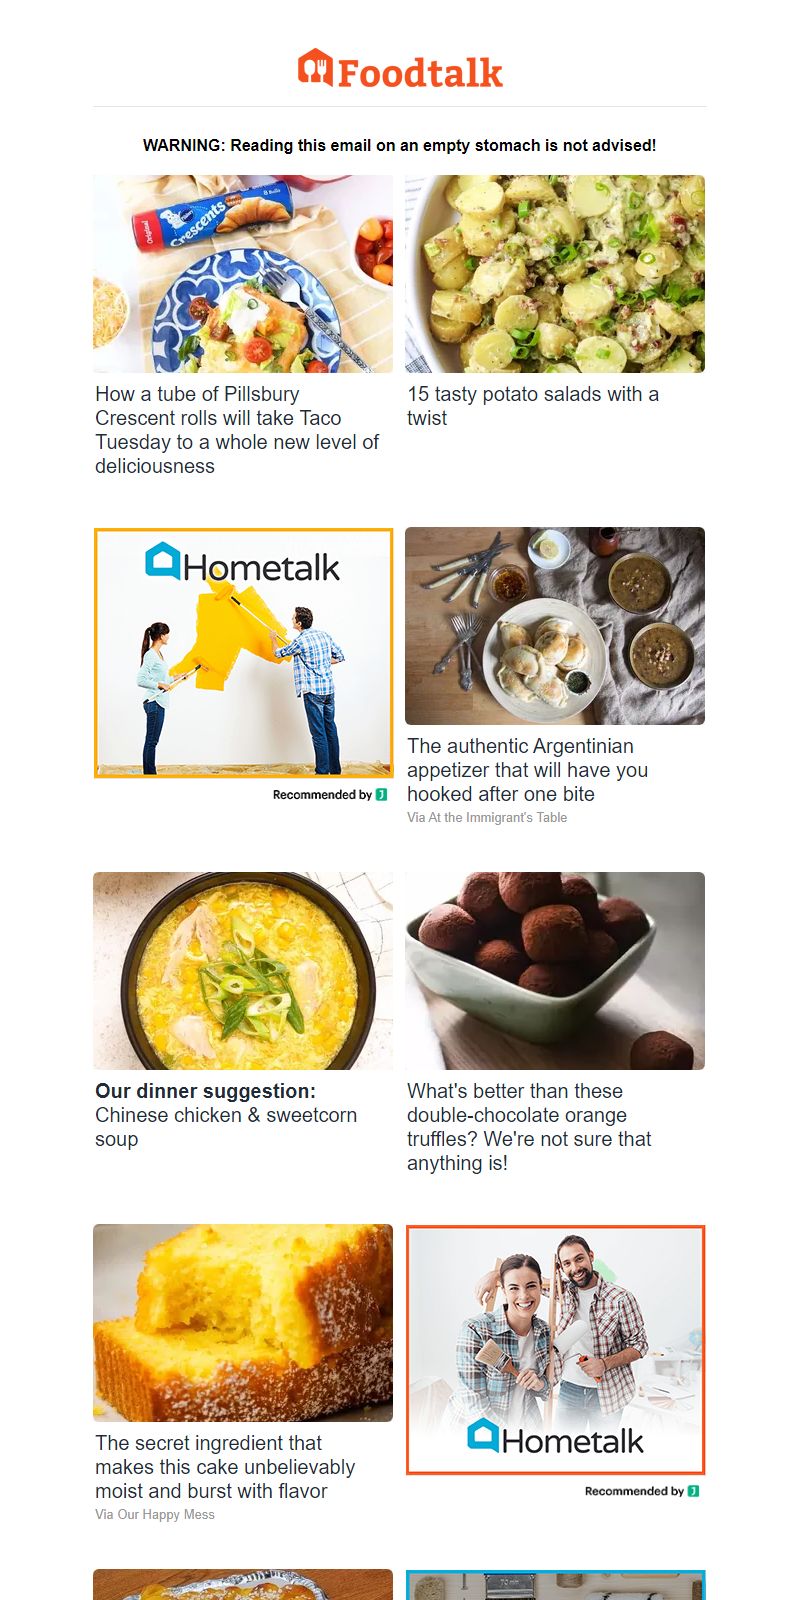 Foodtalk
WARNING: Reading this email on an empty stomach is not advised!
Original
Crescents
8 Rolls
How a tube of Pillsbury
Crescent rolls will take Taco
Tuesday to a whole new level of
deliciousness
15 tasty potato salads with a
twist
Hometalk
Recommended by
The authentic Argentinian
appetizer that will have you
hooked after one bite
Via At the Immigrant's Table
Our dinner suggestion:
Chinese chicken & sweetcorn
soup
What's better than these
double-chocolate orange
truffles? We're not sure that
anything is!
The secret ingredient that
makes this cake unbelievably
moist and burst with flavor
Via Our Happy Mess
Hometalk
Recommended by